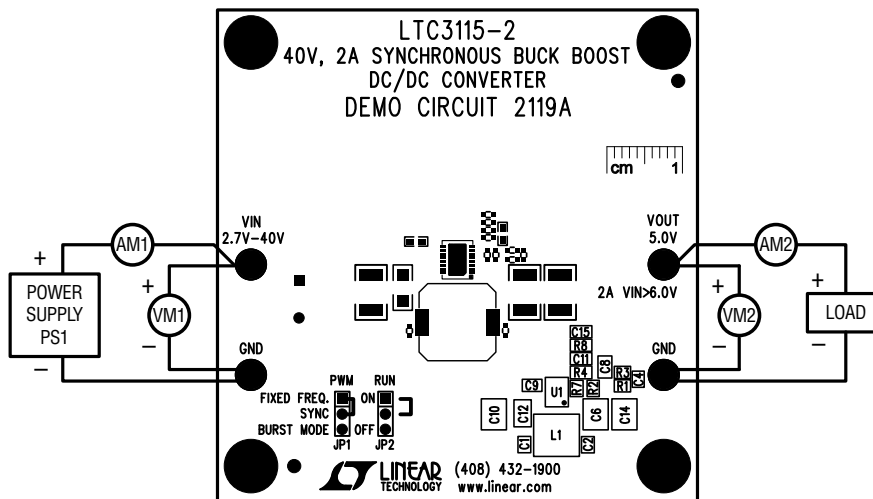 LTC3115-2
40V, 2A SYNCHRONOUS BUCK BOOST
DC/DC CONVERTER
DEMO CIRCUIT 2119A
cm 1
VIN
2.7V–40V
VOUT
5.0V
2A VIN>6.0V
+
AM1
+
POWER
SUPPLY
PS1
–
+
VM1
–
GND
AM2
+
VM2
–
+
LOAD
–
GND
C15
R8
C11
R4
C8
R3
R1
C4
C9
U1
R7
R2
C10
C12
C6
C14
L1
C1
C2
PWM RUN
FIXED FREQ. ON
SYNC
BURST MODE OFF
JP1 JP2
LINEAR (408) 432-1900
TECHNOLOGY www.linear.com